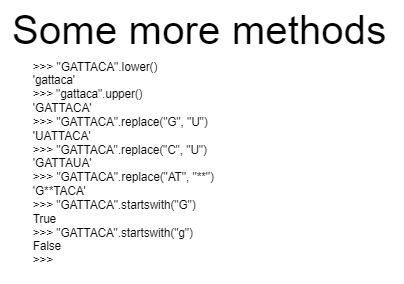 Some more methods
>>> "GATTACA".lower()
'gattaca'
>>> "gattaca".upper()
'GATTACA'
>>> "GATTACA".replace("G", "U")
'UATTACA'
>>> "GATTACA".replace("C", "U")
'GATTAUA'
>>> "GATTACA".replace("AT", "**")
'G**TACA'
>>> "GATTACA".startswith("G")
True
>>> "GATTACA".startswith("g")
False
>>>